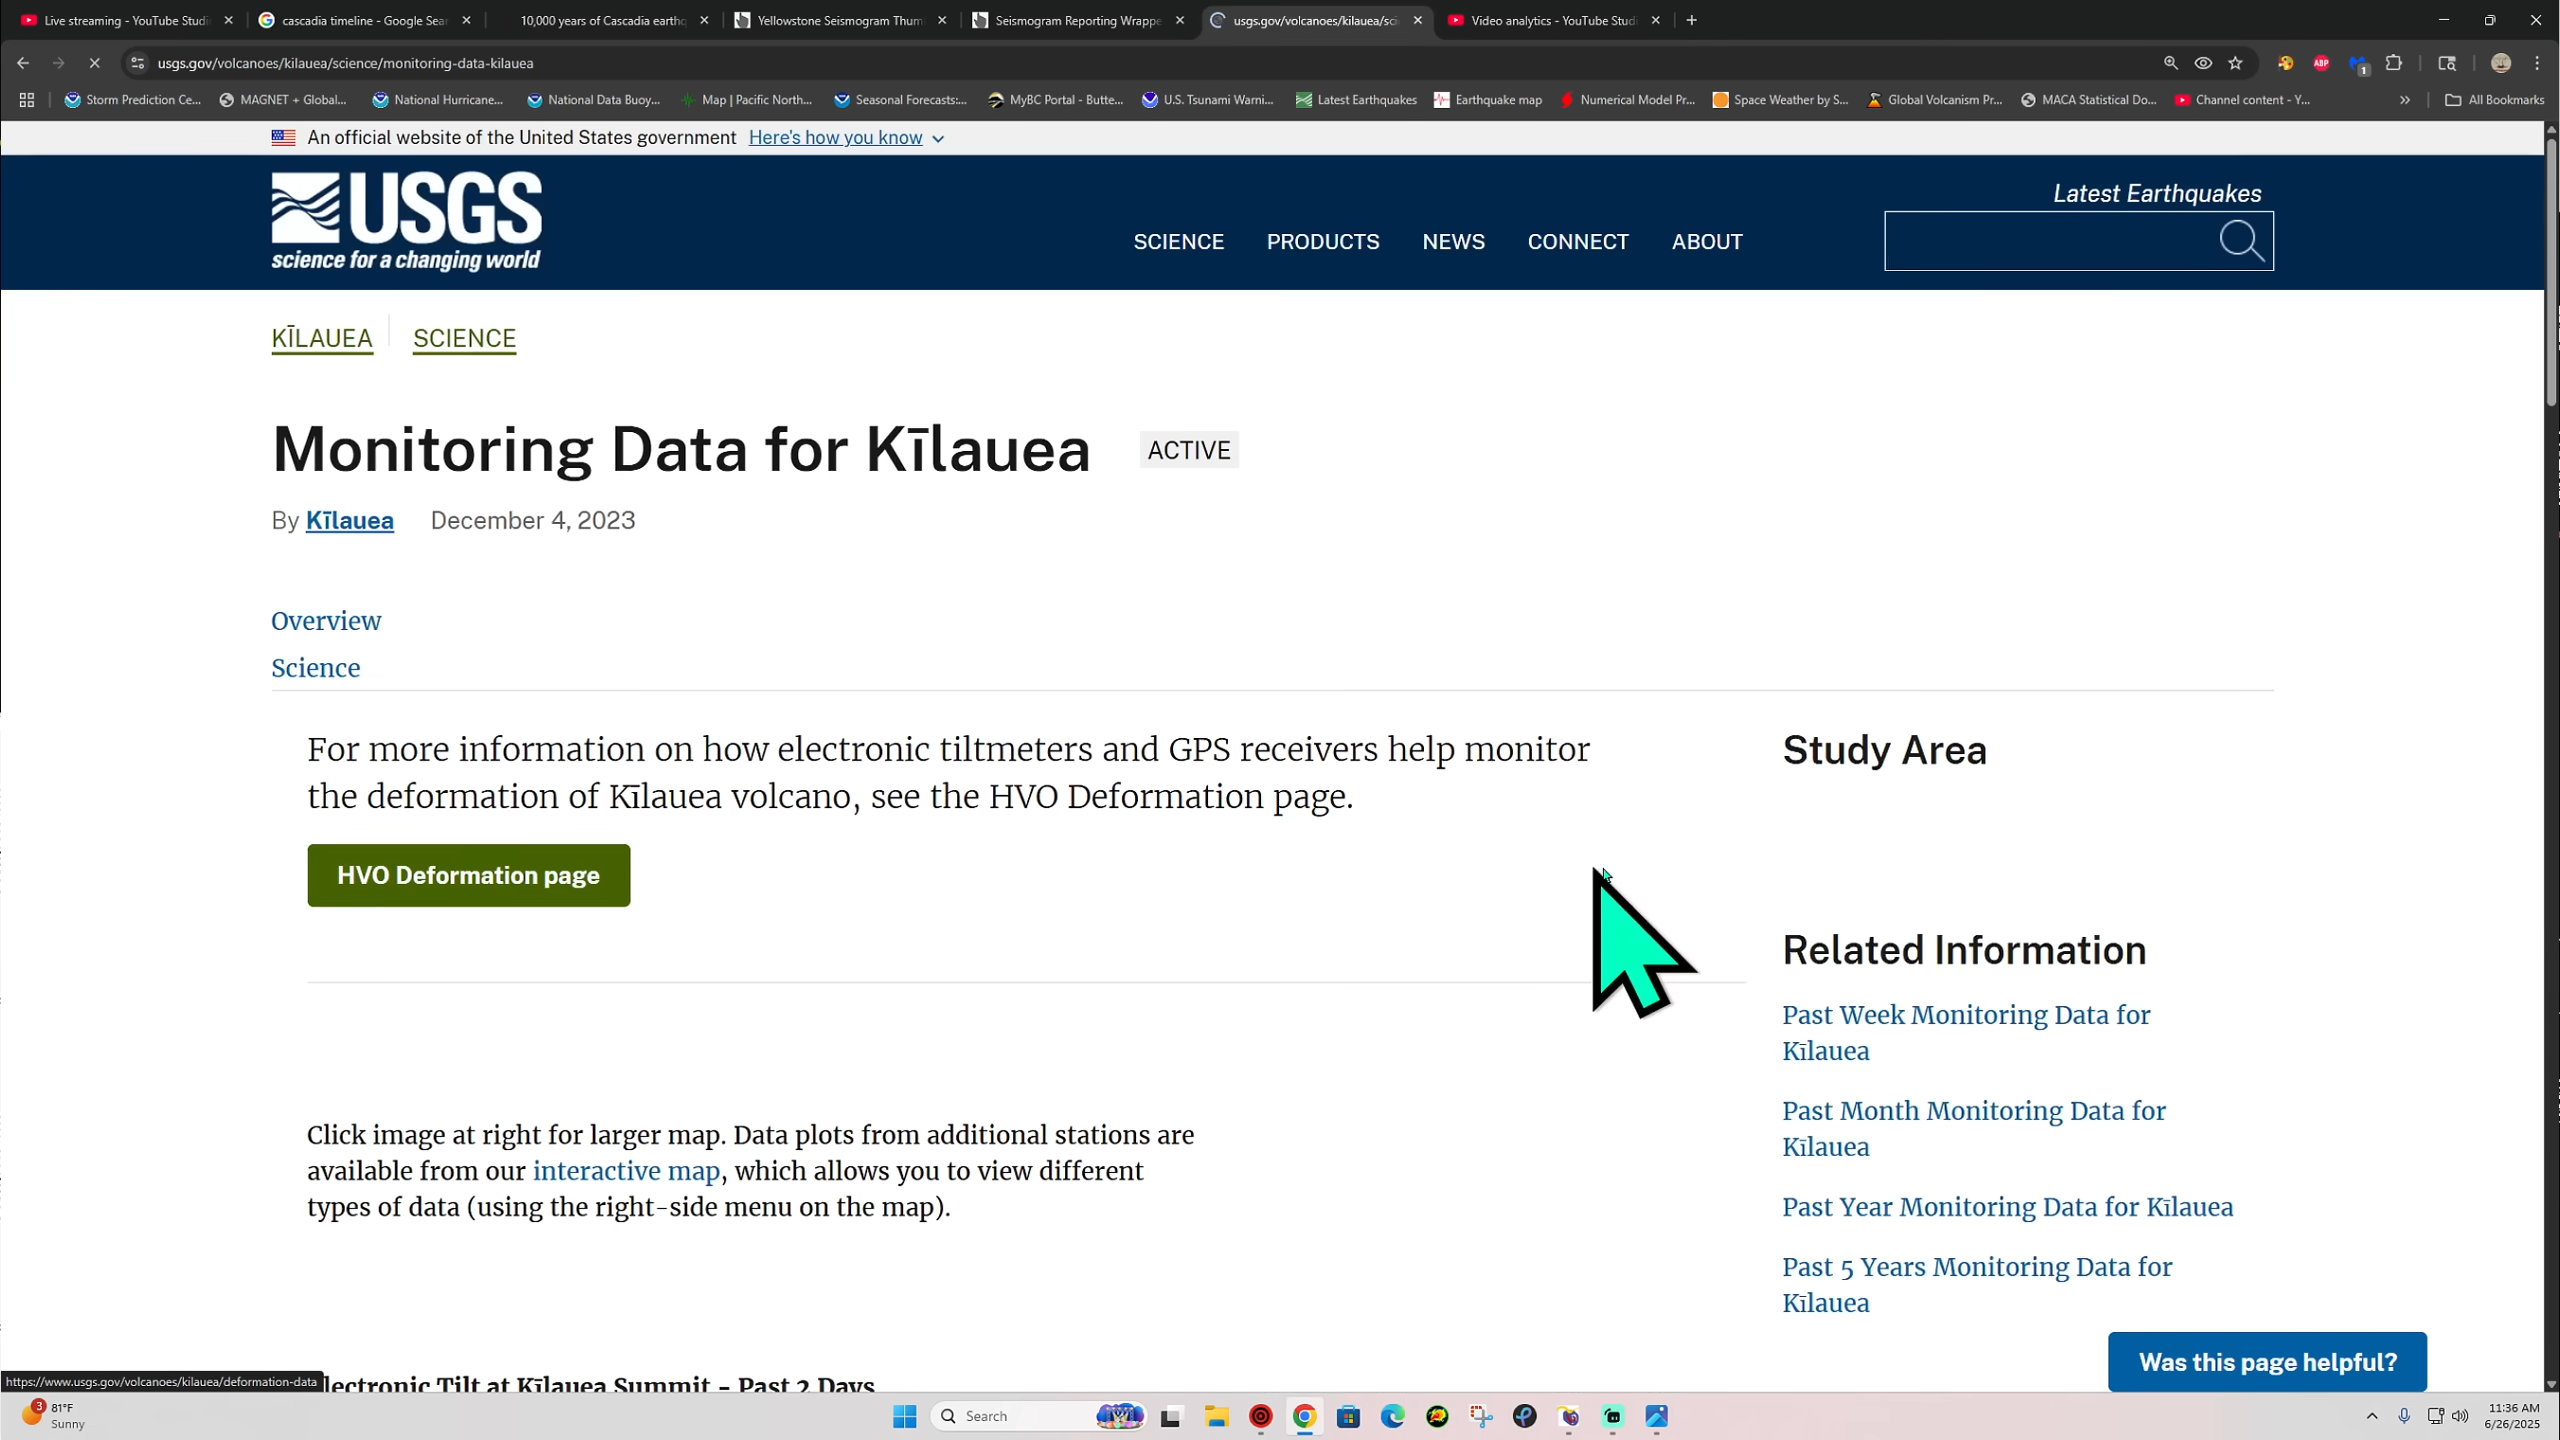 Live streaming - YouTube Studi
cascadia timeline - Google Sear
10,000 years of Cascadia earthq
Yellowstone Seismogram Thum
Seismogram Reporting Wrappe
usgs.gov/volcanoes/kilauea/sci
Video analytics - YouTube Studi
usgs.gov/volcanoes/kilauea/science/monitoring-data-kilauea
ABP
1
Storm Prediction Ce...
MAGNET + Global...
National Hurricane...
National Data Buoy...
Map | Pacific North...
Seasonal Forecasts:...
MyBC Portal - Butte...
U.S. Tsunami Warni...
Latest Earthquakes
Earthquake map
Numerical Model Pr...
Space Weather by S...
Global Volcanism Pr...
MACA Statistical Do...
Channel content - Y...
All Bookmarks
An official website of the United States government Here's how you know
USGS
science for a changing world
Latest Earthquakes
SCIENCE PRODUCTS NEWS CONNECT ABOUT
KĪLAUEA SCIENCE
Monitoring Data for Kīlauea ACTIVE
By Kīlauea December 4, 2023
Overview
Science
For more information on how electronic tiltmeters and GPS receivers help monitor
the deformation of Kīlauea volcano, see the HVO Deformation page.
HVO Deformation page
Click image at right for larger map. Data plots from additional stations are
available from our interactive map, which allows you to view different
types of data (using the right-side menu on the map).
lectronic Tilt at Kīlauea Summit - Past 2 Days
Study Area
Related Information
Past Week Monitoring Data for
Kīlauea
Past Month Monitoring Data for
Kīlauea
Past Year Monitoring Data for Kīlauea
Past 5 Years Monitoring Data for
Kīlauea
Was this page helpful?
https://www.usgs.gov/volcanoes/kilauea/deformation-data
3
81°F
Sunny
Search
11:36 AM
6/26/2025